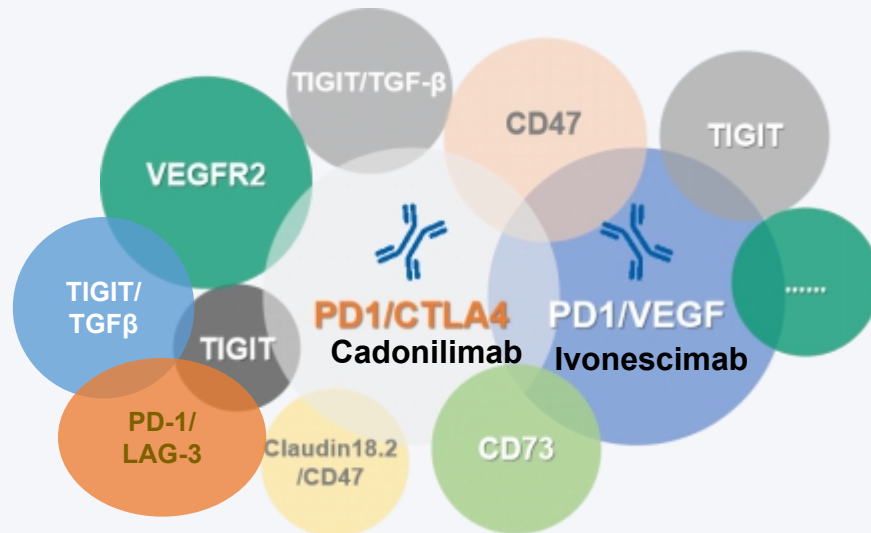 TIGIT/TGF-β
CD47
TIGIT
VEGFR2
TIGIT/
TGFβ
......
PD1/CTLA4
Cadonilimab
PD1/VEGF
Ivonescimab
TIGIT
PD-1/
LAG-3
Claudin18.2
/CD47
CD73